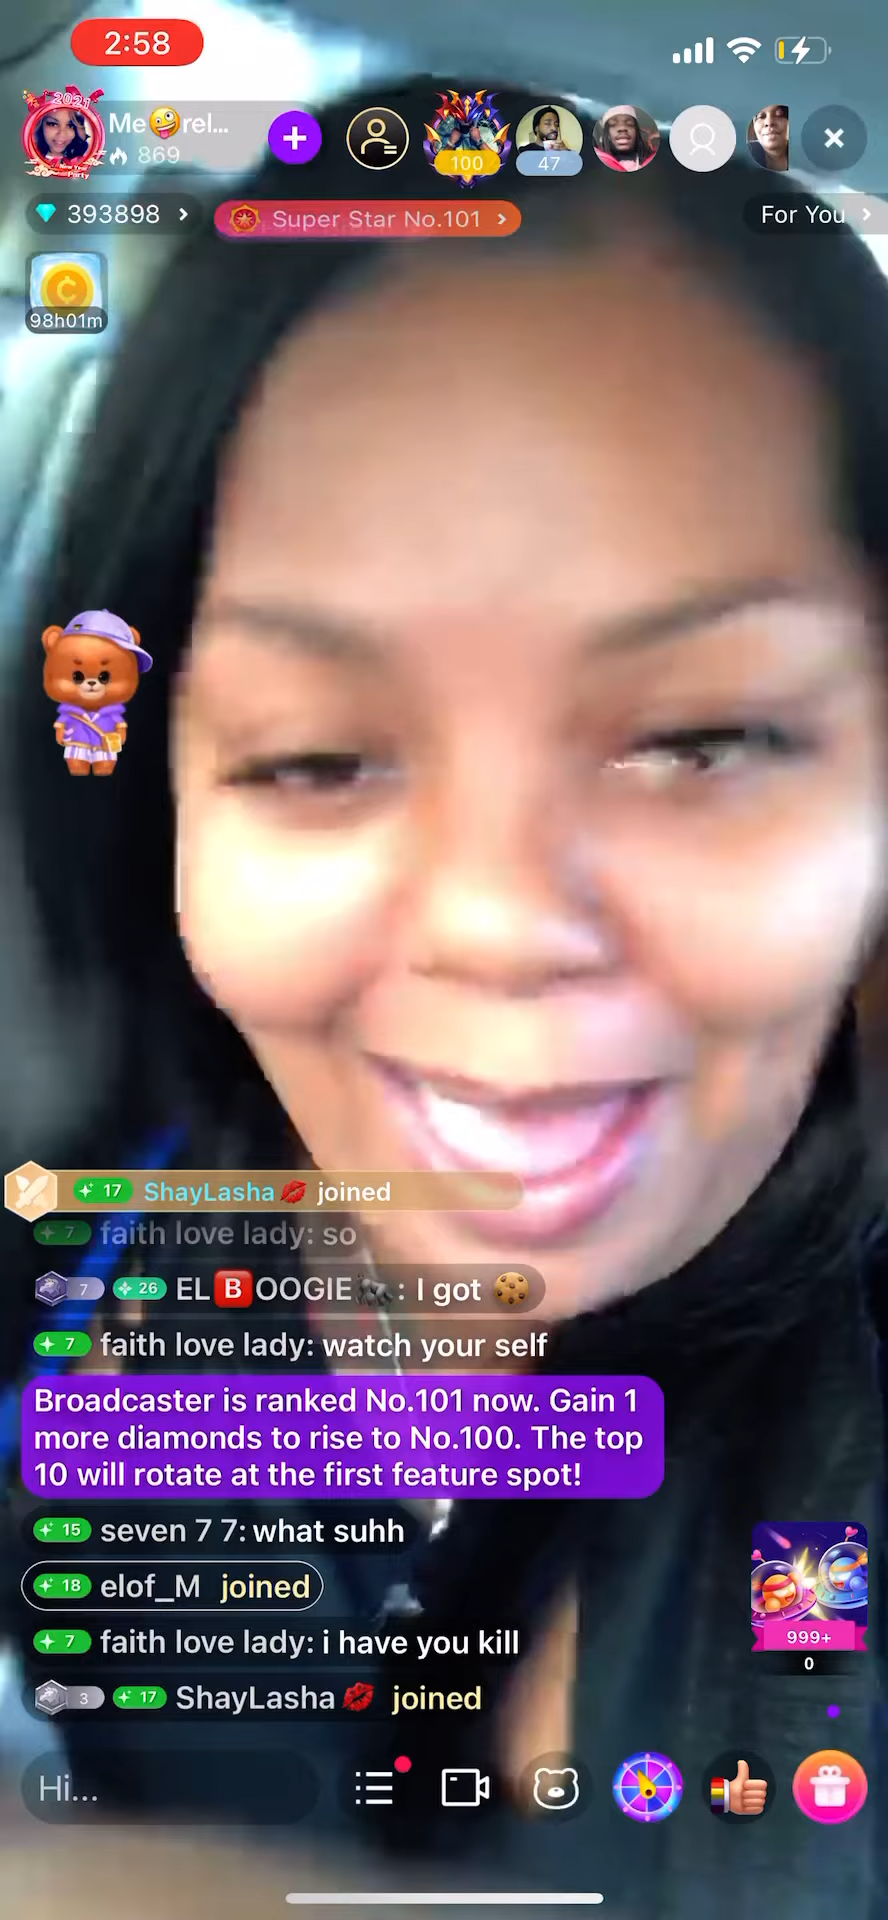 2:58
Me🤪rel...
869
2021
100
47
393898 >
Super Star No.101 >
For You >
98h01m
17 ShayLasha💋 joined
7 faith love lady: so
7 26 EL🅱️OOGIE🦝: I got 🍪
7 faith love lady: watch your self
Broadcaster is ranked No.101 now. Gain 1
more diamonds to rise to No.100. The top
10 will rotate at the first feature spot!
15 seven 7 7: what suhh
18 elof_M joined
7 faith love lady: i have you kill
3 17 ShayLasha💋 joined
999+
0
Hi...